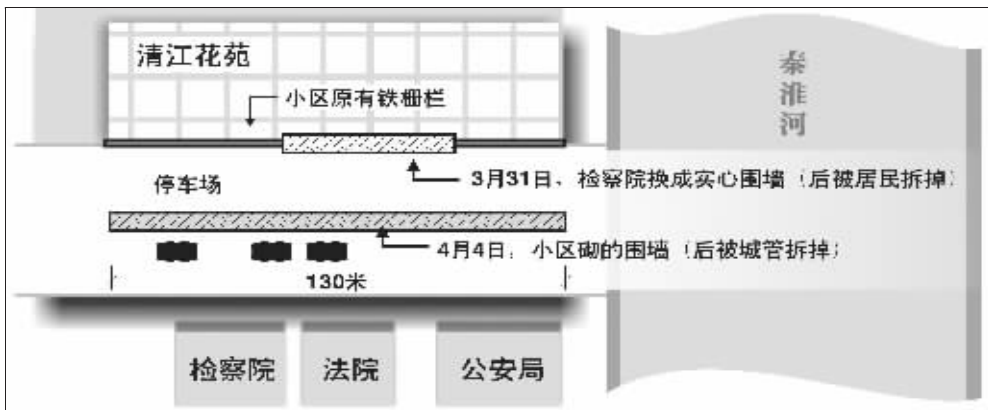 清江花苑
秦淮河
小区原有铁栅栏
3月31日，检察院换成实心围墙（后被居民拆掉）
停车场
4月4日，小区砌的围墙（后被城管拆掉）
130米
检察院
法院
公安局